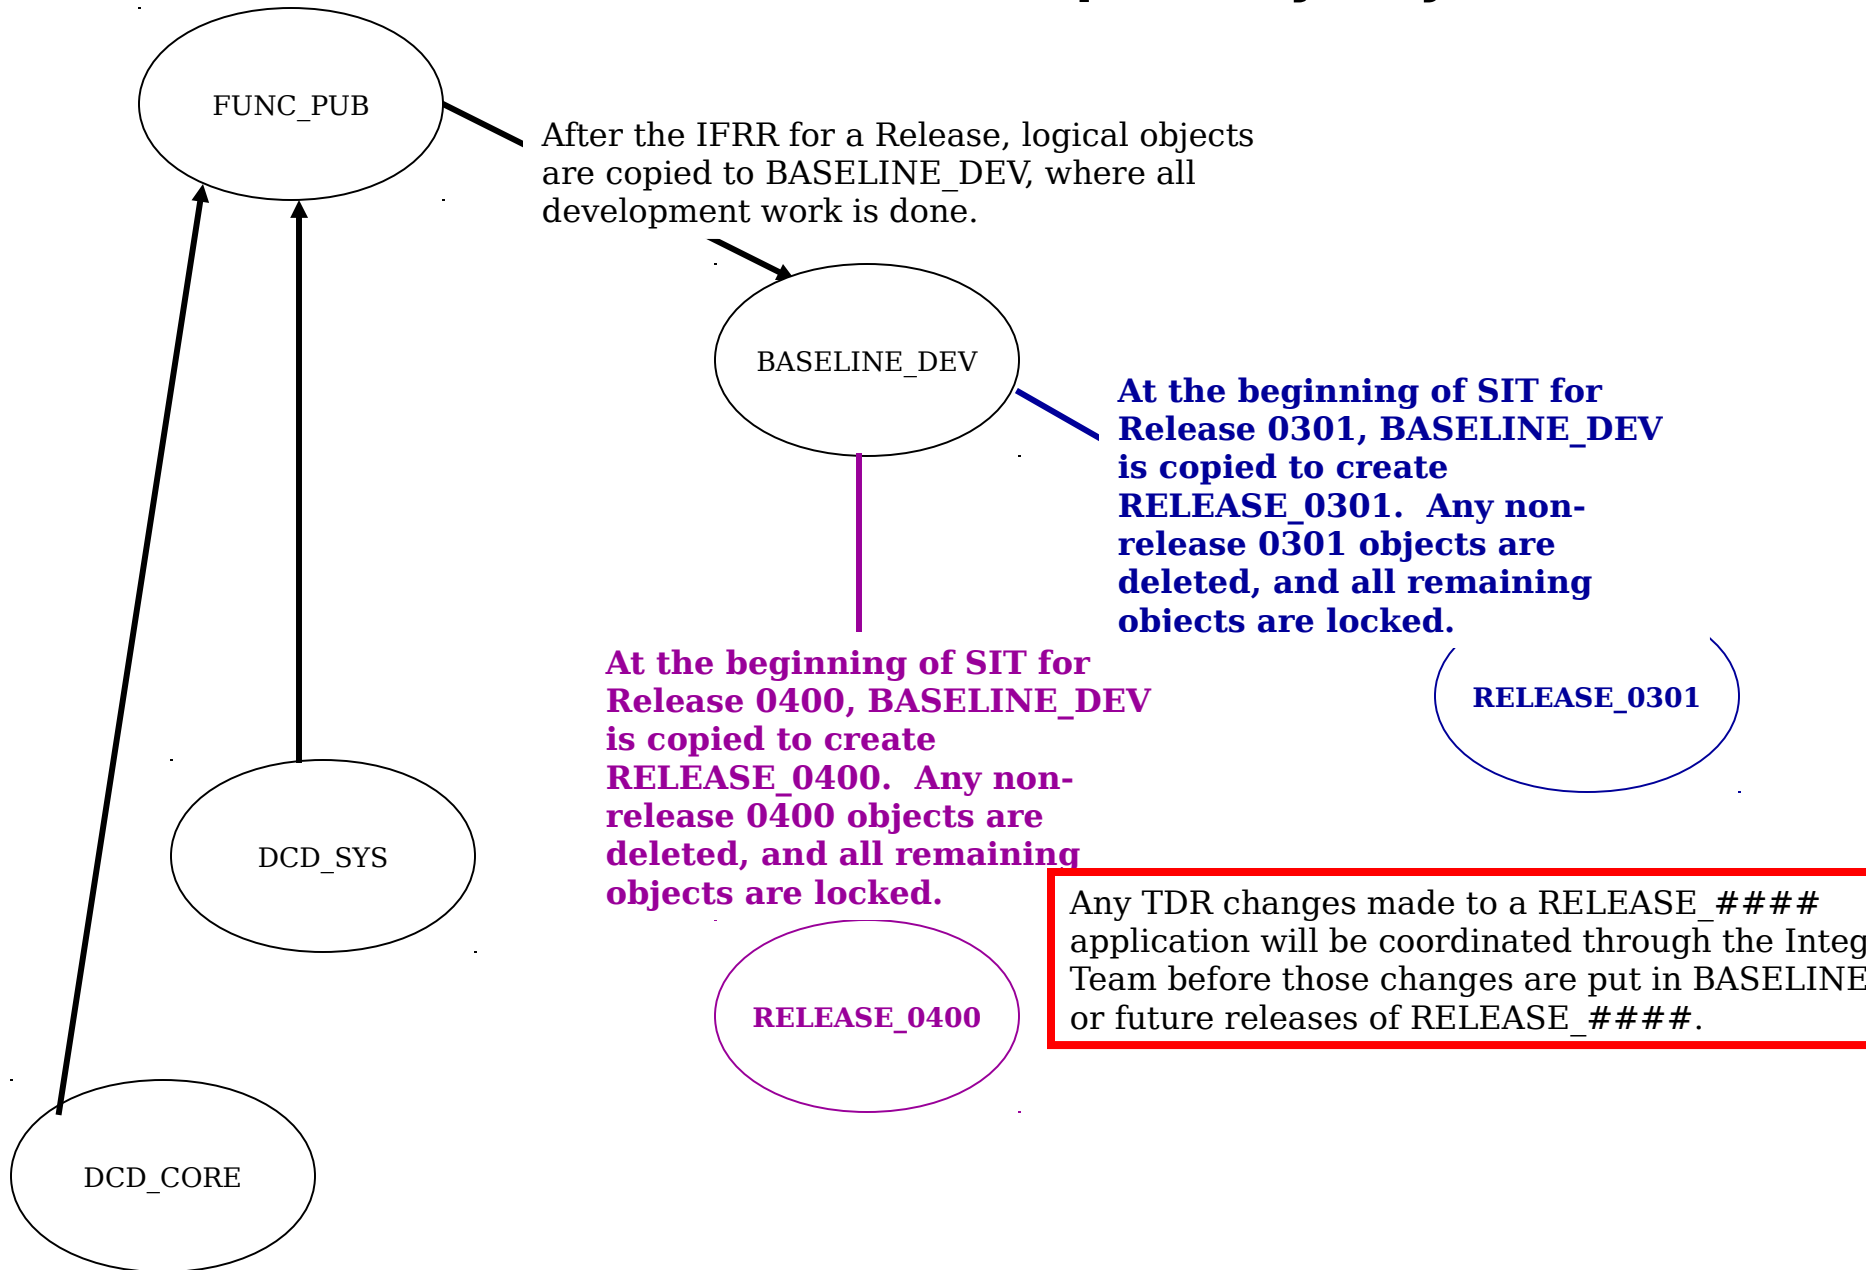 FUNC_PUB
After the IFRR for a Release, logical objects
are copied to BASELINE_DEV, where all
development work is done.
BASELINE_DEV
At the beginning of SIT for
Release 0301, BASELINE_DEV
is copied to create
RELEASE_0301.  Any non-
release 0301 objects are
deleted, and all remaining
objects are locked.
RELEASE_0301
At the beginning of SIT for
Release 0400, BASELINE_DEV
is copied to create
RELEASE_0400.  Any non-
release 0400 objects are
deleted, and all remaining
objects are locked.
DCD_SYS
Any TDR changes made to a RELEASE_####
application will be coordinated through the Integ
Team before those changes are put in BASELINE
or future releases of RELEASE_####.
RELEASE_0400
DCD_CORE